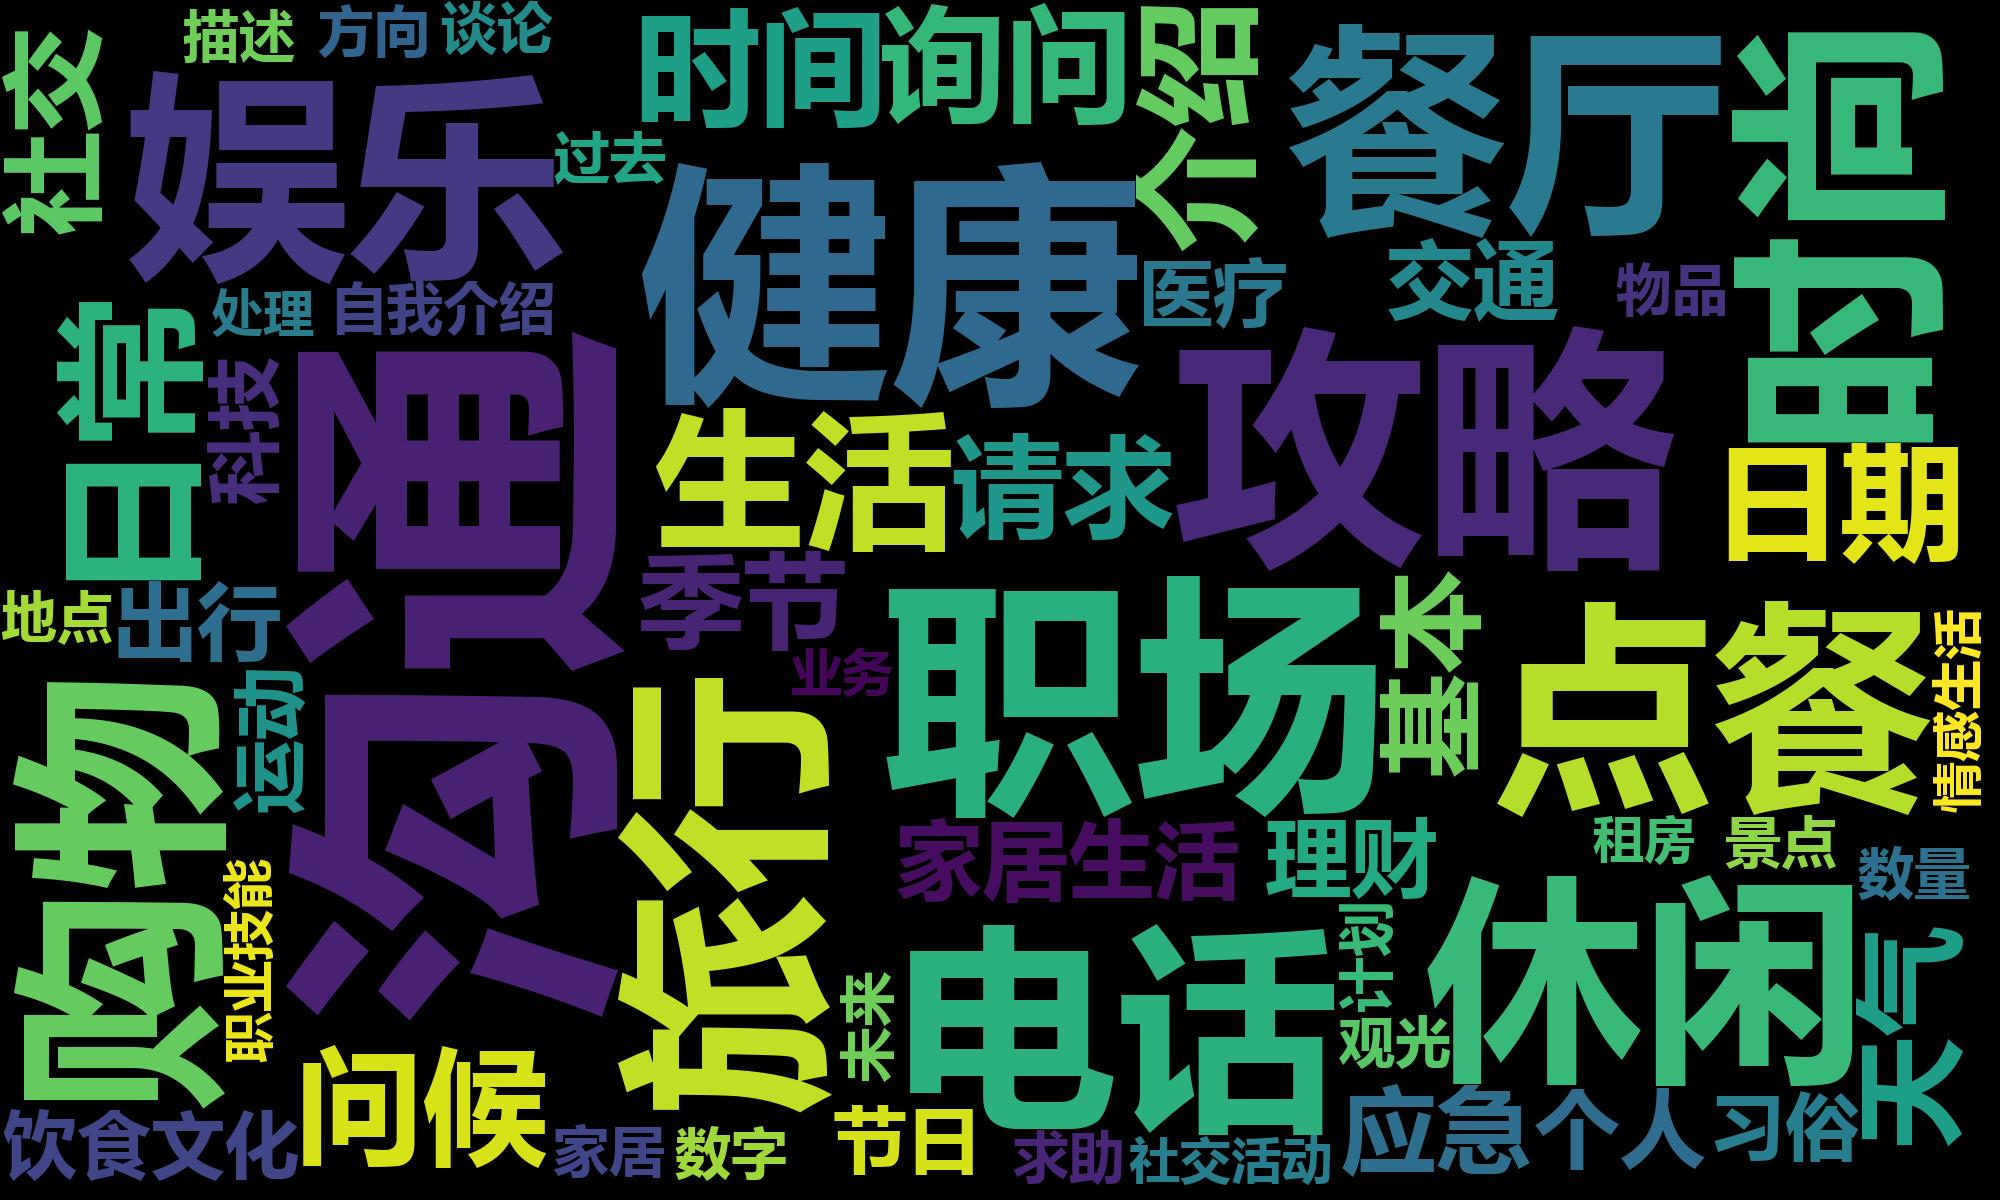 社交
描述
方向
谈论
娱乐
过去
时间
询问
介绍
餐厅
时尚
健康
医疗
交通
物品
处理
自我介绍
日常
科技
沟通
生活
请求
攻略
日期
季节
业务
职场
基本
点餐
情感生活
地点
出行
购物
运动
旅行
家居生活
理财
租房
景点
数量
职业技能
未来
电话
计划
观光
休闲
天气
问候
饮食文化
家居
数字
节日
求助
社交活动
应急
个人
习俗